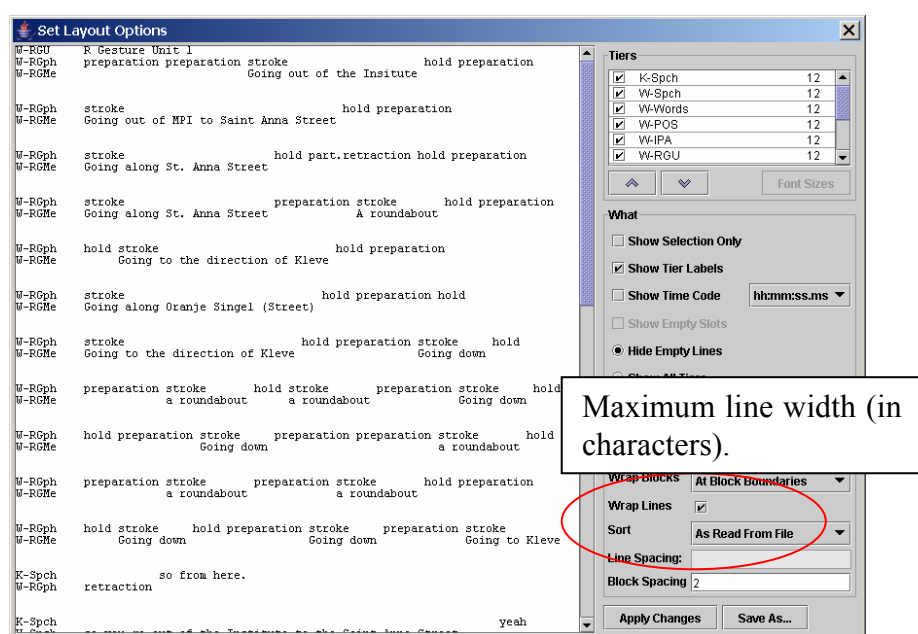 Set Layout Options
W-RGU R Gesture Unit 1
W-RGph preparation preparation stroke hold preparation
W-RGMe Going out of the Insitute
W-RGph stroke hold preparation
W-RGMe Going out of MPI to Saint Anna Street
W-RGph stroke hold part.retraction hold preparation
W-RGMe Going along St. Anna Street
W-RGph stroke preparation stroke hold preparation
W-RGMe Going along St. Anna Street A roundabout
W-RGph hold stroke hold preparation
W-RGMe Going to the direction of Kleve
W-RGph stroke hold preparation hold
W-RGMe Going along Oranje Singel (Street)
W-RGph stroke hold preparation stroke hold
W-RGMe Going to the direction of Kleve Going down
W-RGph preparation stroke hold stroke preparation stroke hold
W-RGMe a roundabout a roundabout Going down
W-RGph hold preparation stroke preparation preparation stroke hold
W-RGMe Going down a roundabout
W-RGph preparation stroke preparation stroke hold preparation
W-RGMe a roundabout a roundabout
W-RGph hold stroke hold preparation stroke preparation stroke
W-RGMe Going down Going down Going to Kleve
K-Spch so from here.
W-RGph retraction
K-Spch yeah
Tiers
K-Spch 12
W-Spch 12
W-Words 12
W-POS 12
W-IPA 12
W-RGU 12
Font Sizes
What
Show Selection Only
Show Tier Labels
Show Time Code hh:mm:ss.ms
Show Empty Slots
Hide Empty Lines
Maximum line width (in
characters).
Wrap Blocks At Block Boundaries
Wrap Lines
Sort As Read From File
Line Spacing:
Block Spacing 2
Apply Changes Save As...